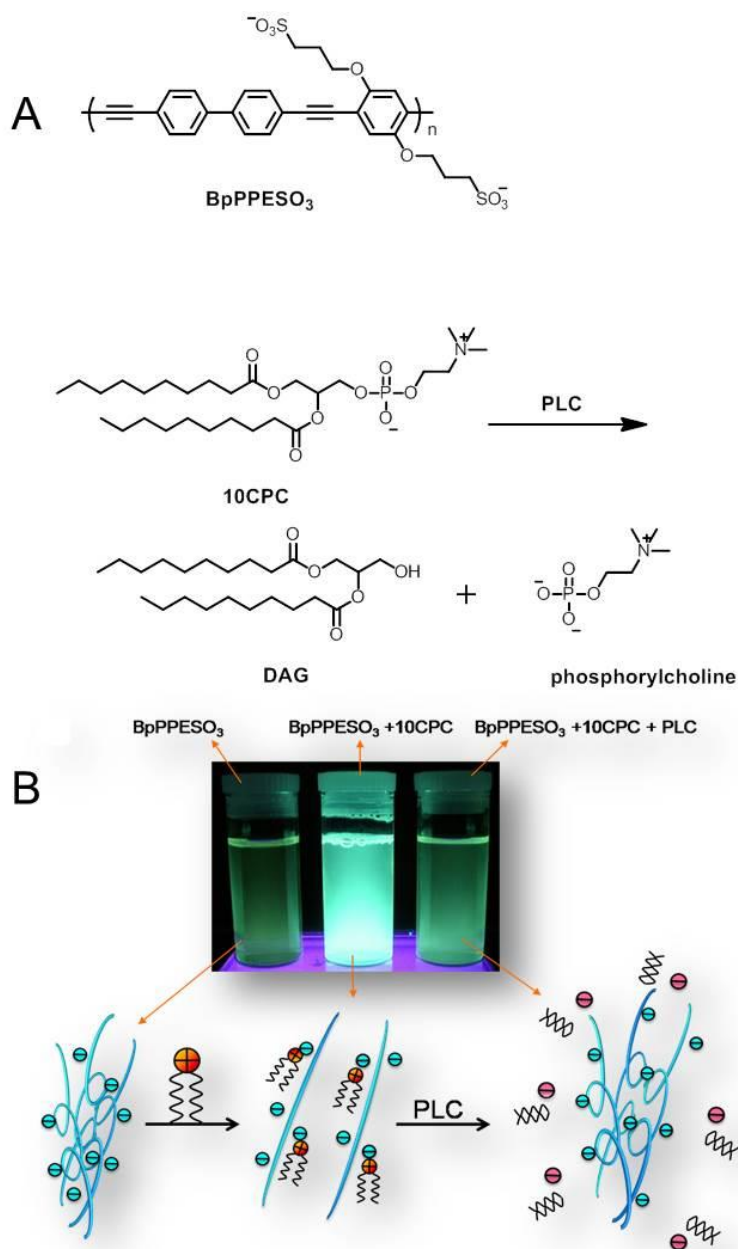 A
⁻O₃S
O
( )n
O
SO₃⁻
BpPPESO₃
O
O
O
O
O
P
O
O⁻
O
N⁺
PLC
10CPC
O
O
OH
O
O
+
⁻O
O
P
O
O⁻
N⁺
DAG
phosphorylcholine
BpPPESO₃ BpPPESO₃ +10CPC BpPPESO₃ +10CPC + PLC
B
PLC